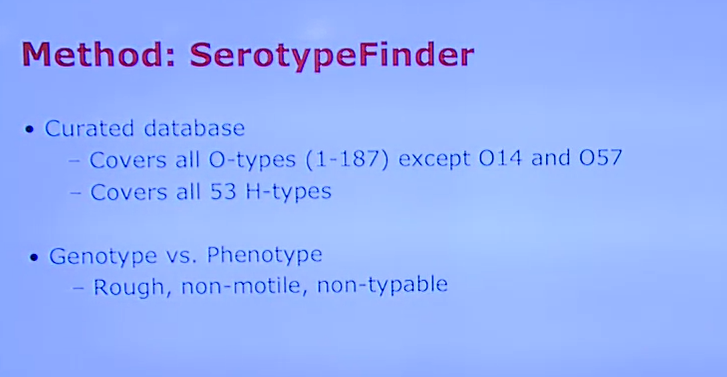 Method: SerotypeFinder
• Curated database
– Covers all O-types (1-187) except O14 and O57
– Covers all 53 H-types
• Genotype vs. Phenotype
– Rough, non-motile, non-typable